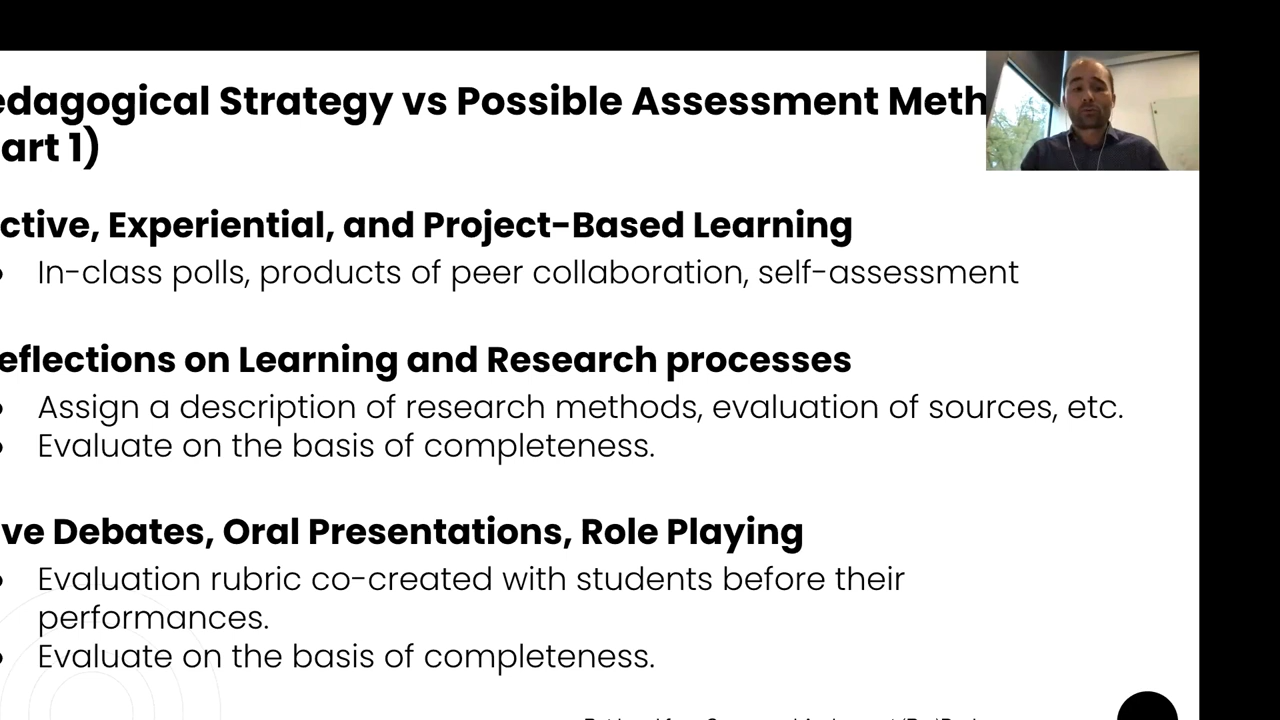 edagogical Strategy vs Possible Assessment Meth
art 1)
ctive, Experiential, and Project-Based Learning
In-class polls, products of peer collaboration, self-assessment
eflections on Learning and Research processes
Assign a description of research methods, evaluation of sources, etc.
Evaluate on the basis of completeness.
ve Debates, Oral Presentations, Role Playing
Evaluation rubric co-created with students before their
performances.
Evaluate on the basis of completeness.